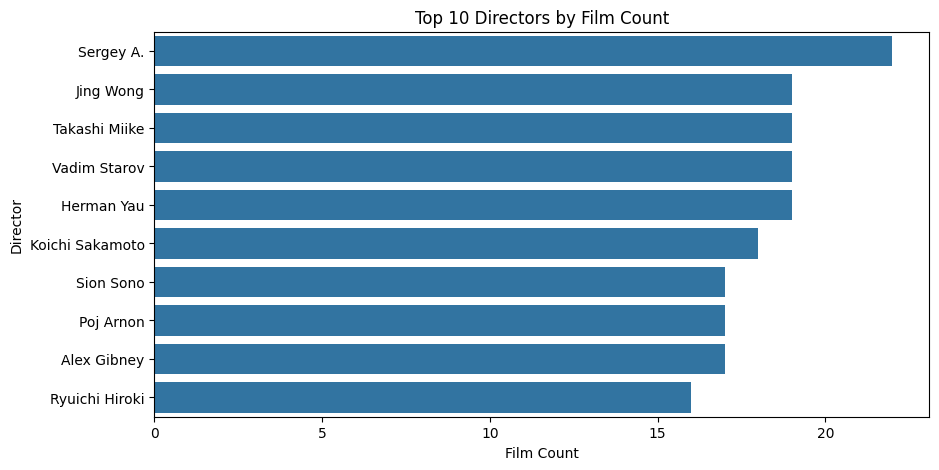 Top 10 Directors by Film Count
Director
Sergey A.
Jing Wong
Takashi Miike
Vadim Starov
Herman Yau
Koichi Sakamoto
Sion Sono
Poj Arnon
Alex Gibney
Ryuichi Hiroki
0 5 10 15 20
Film Count